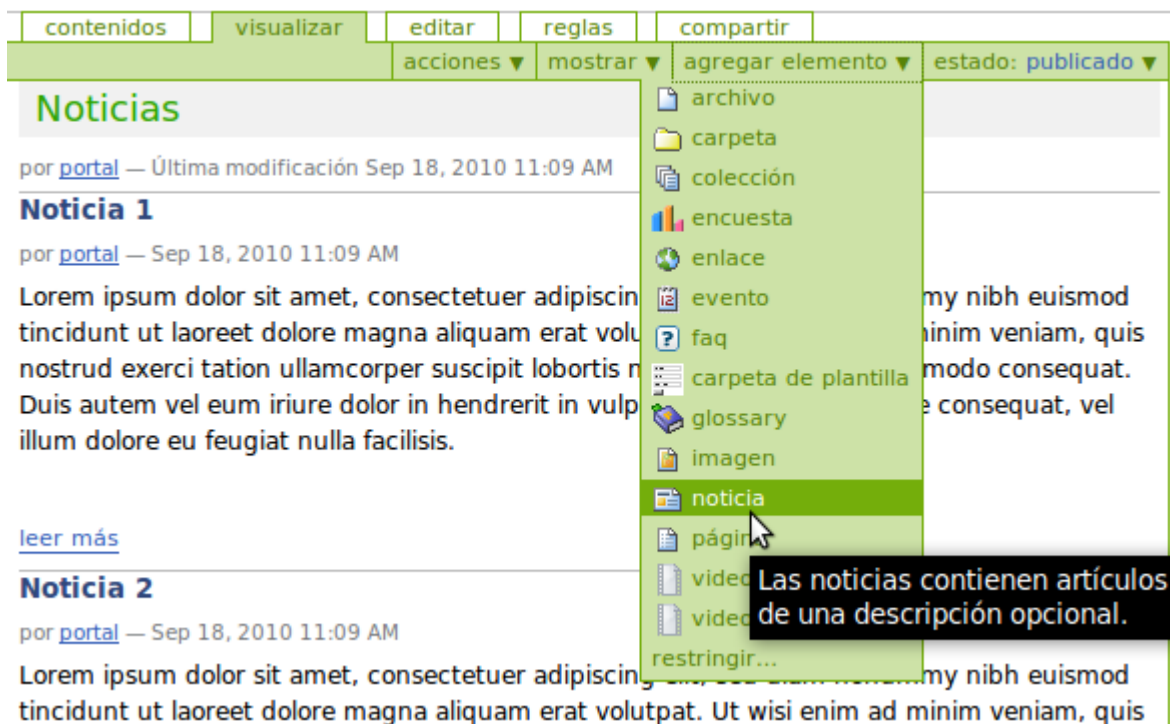 contenidos visualizar editar reglas compartir
acciones ▼ mostrar ▼ agregar elemento ▼ estado: publicado ▼
Noticias
por portal — Última modificación Sep 18, 2010 11:09 AM
Noticia 1
por portal — Sep 18, 2010 11:09 AM
Lorem ipsum dolor sit amet, consectetuer adipiscin my nibh euismod
tincidunt ut laoreet dolore magna aliquam erat volu minim veniam, quis
nostrud exerci tation ullamcorper suscipit lobortis modo consequat.
Duis autem vel eum iriure dolor in hendrerit in vulp consequat, vel
illum dolore eu feugiat nulla facilisis.
leer más
Noticia 2
por portal — Sep 18, 2010 11:09 AM
Lorem ipsum dolor sit amet, consectetuer adipiscing my nibh euismod
tincidunt ut laoreet dolore magna aliquam erat volutpat. Ut wisi enim ad minim veniam, quis
archivo
carpeta
colección
encuesta
enlace
evento
faq
carpeta de plantilla
glossary
imagen
noticia
págin
video
video
restringir...
Las noticias contienen artículos
de una descripción opcional.